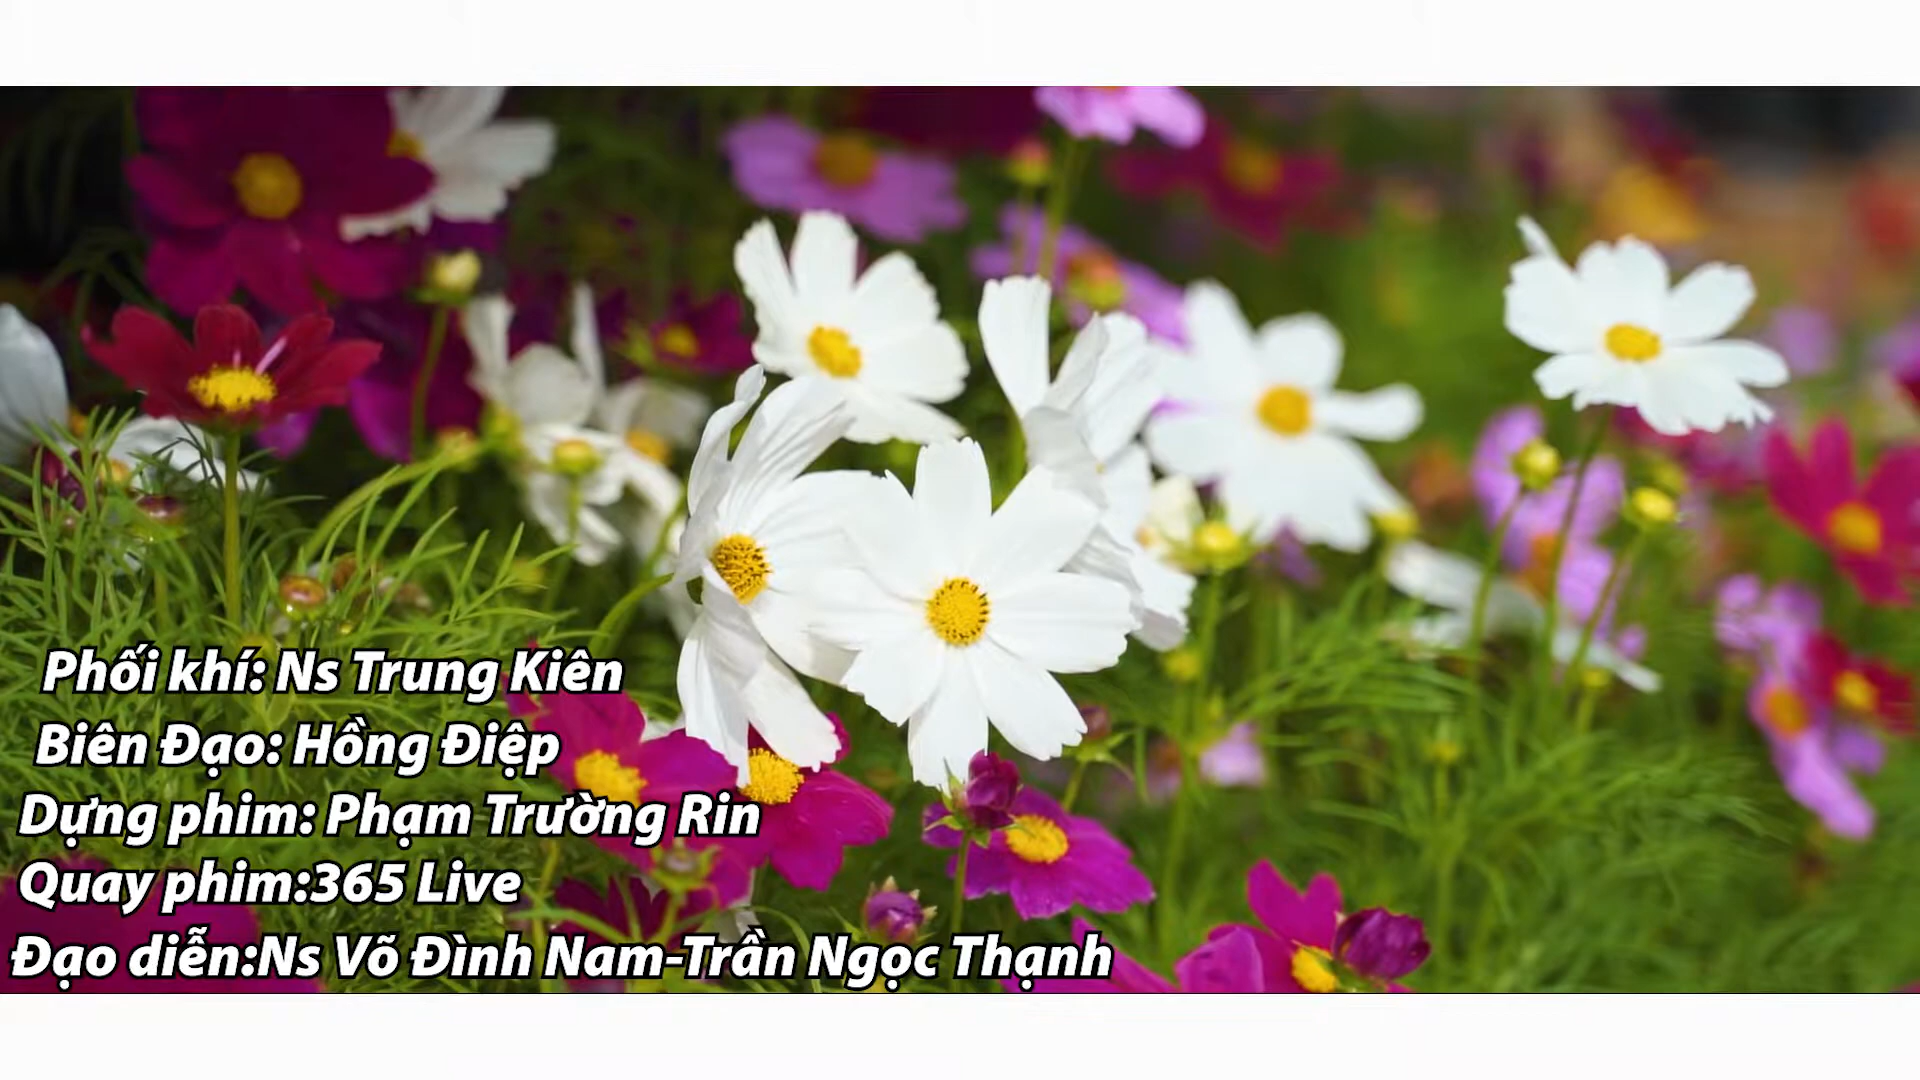 Phối khí: Ns Trung Kiên
Biên Đạo: Hồng Điệp
Dựng phim: Phạm Trường Rin
Quay phim:365 Live
Đạo diễn:Ns Võ Đình Nam-Trần Ngọc Thạnh